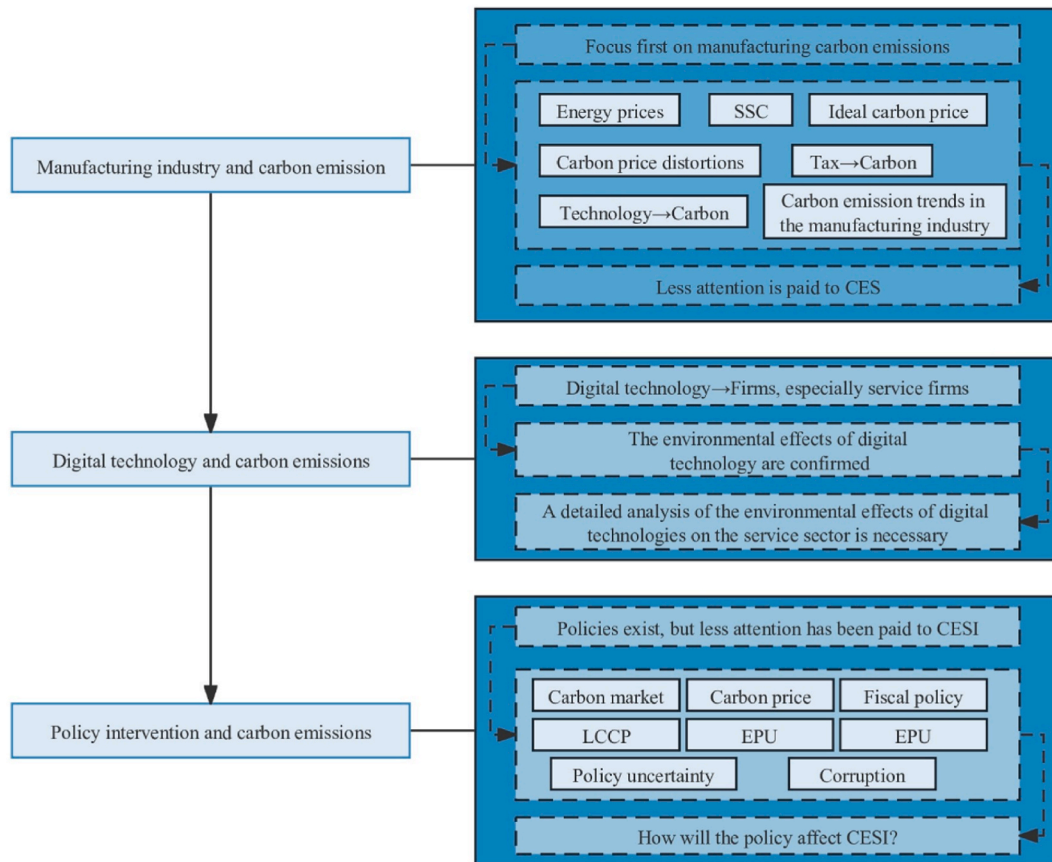 Manufacturing industry and carbon emission
Focus first on manufacturing carbon emissions
Energy prices
SSC
Ideal carbon price
Carbon price distortions
Tax→Carbon
Technology→Carbon
Carbon emission trends in
the manufacturing industry
Less attention is paid to CES
Digital technology and carbon emissions
Digital technology→Firms, especially service firms
The environmental effects of digital
technology are confirmed
A detailed analysis of the environmental effects of digital
technologies on the service sector is necessary
Policy intervention and carbon emissions
Policies exist, but less attention has been paid to CESI
Carbon market
Carbon price
Fiscal policy
LCCP
EPU
EPU
Policy uncertainty
Corruption
How will the policy affect CESI?